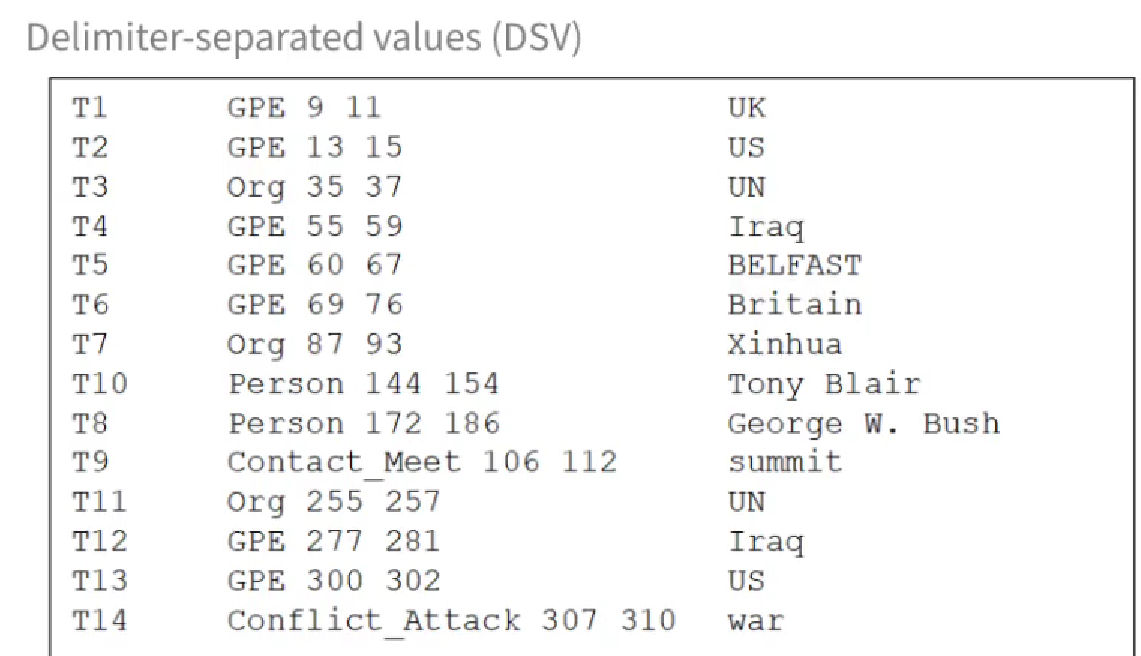 Delimiter-separated values (DSV)
T1 GPE 9 11 UK
T2 GPE 13 15 US
T3 Org 35 37 UN
T4 GPE 55 59 Iraq
T5 GPE 60 67 BELFAST
T6 GPE 69 76 Britain
T7 Org 87 93 Xinhua
T10 Person 144 154 Tony Blair
T8 Person 172 186 George W. Bush
T9 Contact_Meet 106 112 summit
T11 Org 255 257 UN
T12 GPE 277 281 Iraq
T13 GPE 300 302 US
T14 Conflict_Attack 307 310 war